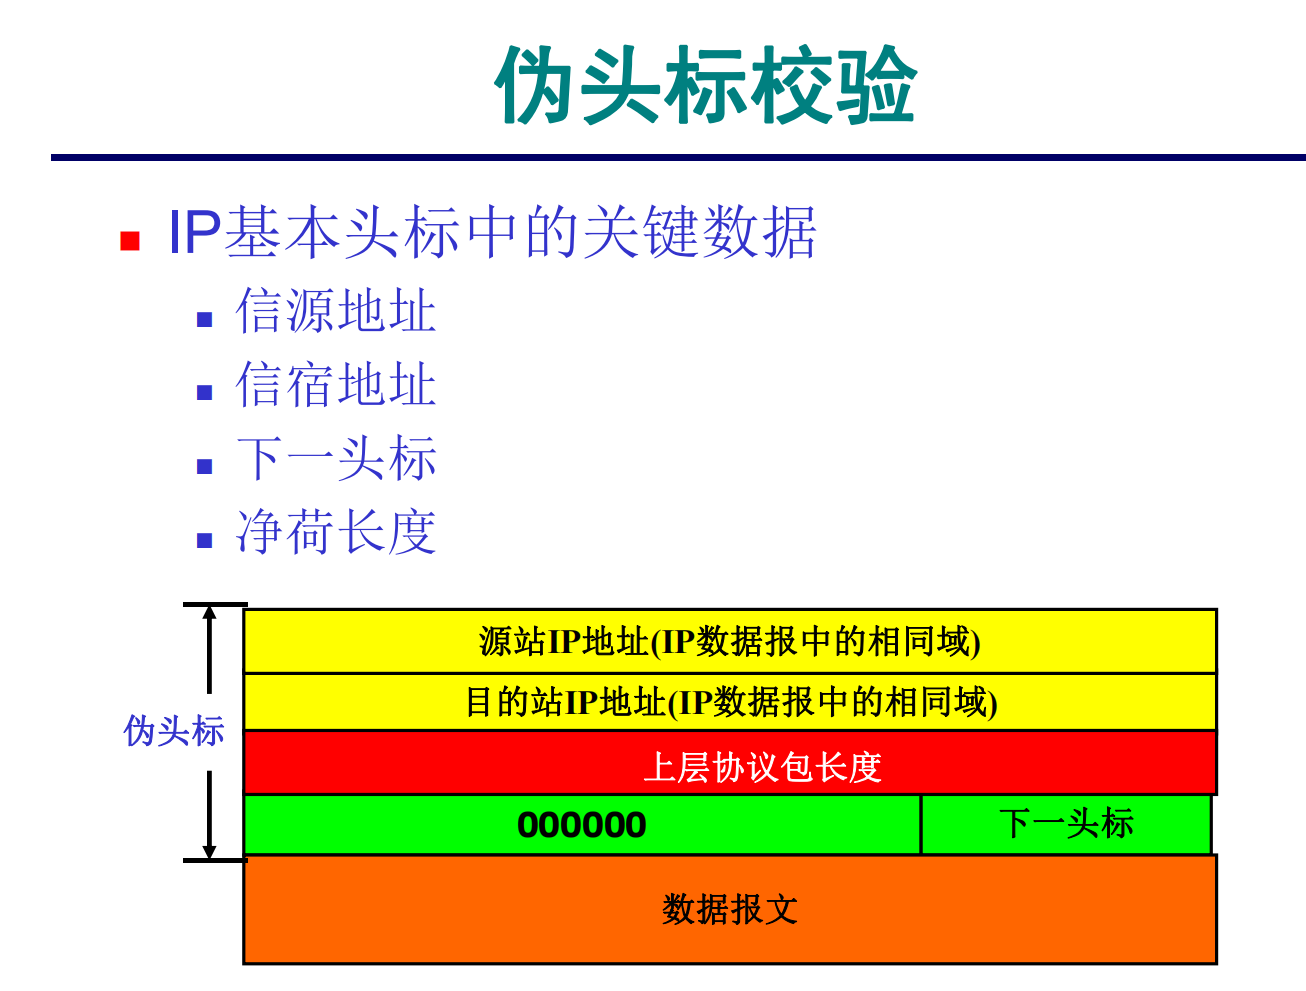 伪头标校验
IP基本头标中的关键数据
信源地址
信宿地址
下一头标
净荷长度
源站IP地址(IP数据报中的相同域)
目的站IP地址(IP数据报中的相同域)
伪头标
上层协议包长度
000000 下一头标
数据报文